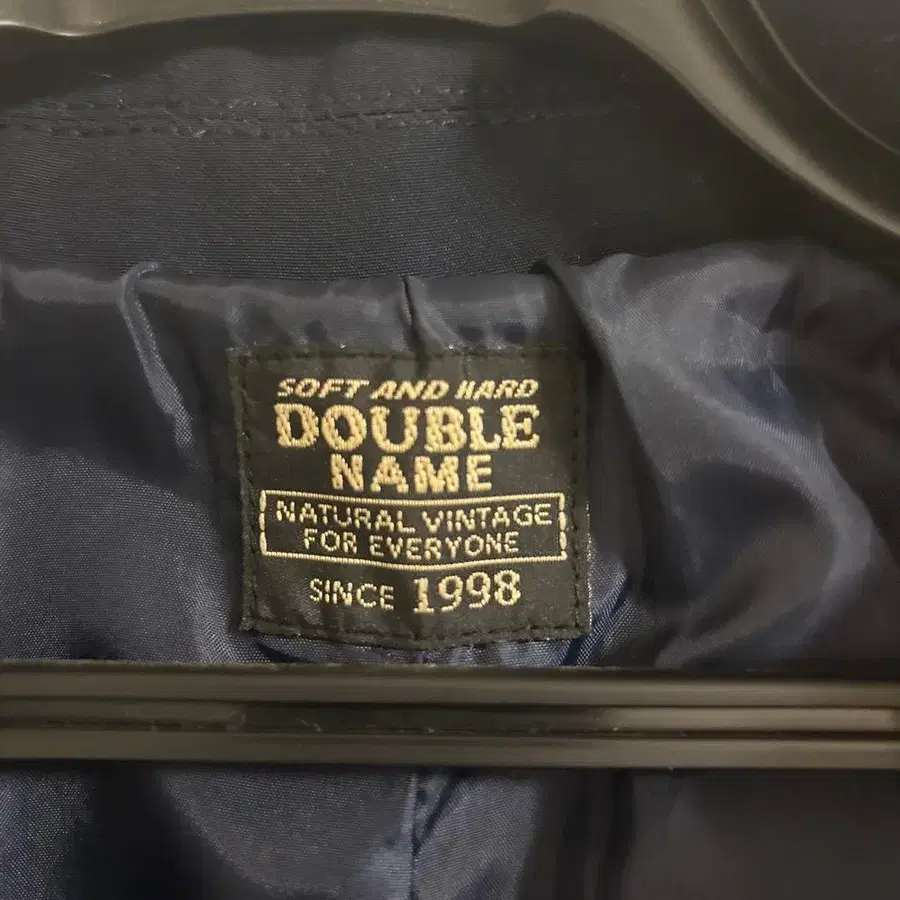 SOFT AND HARD
DOUBLE
NAME
NATURAL VINTAGE
FOR EVERYONE
SINCE 1998